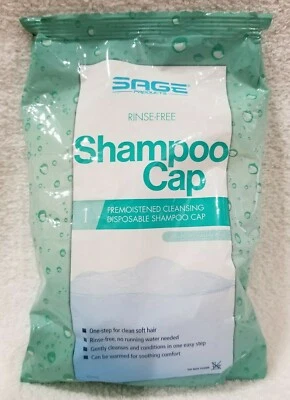 SAGE
PRODUCTS
RINSE-FREE
Shampoo
Cap
PREMOISTENED CLEANSING
DISPOSABLE SHAMPOO CAP
One-step for clean soft hair
Rinse-free, no running water needed
Gently cleanses and conditions in one easy step
Can be warmed for soothing comfort